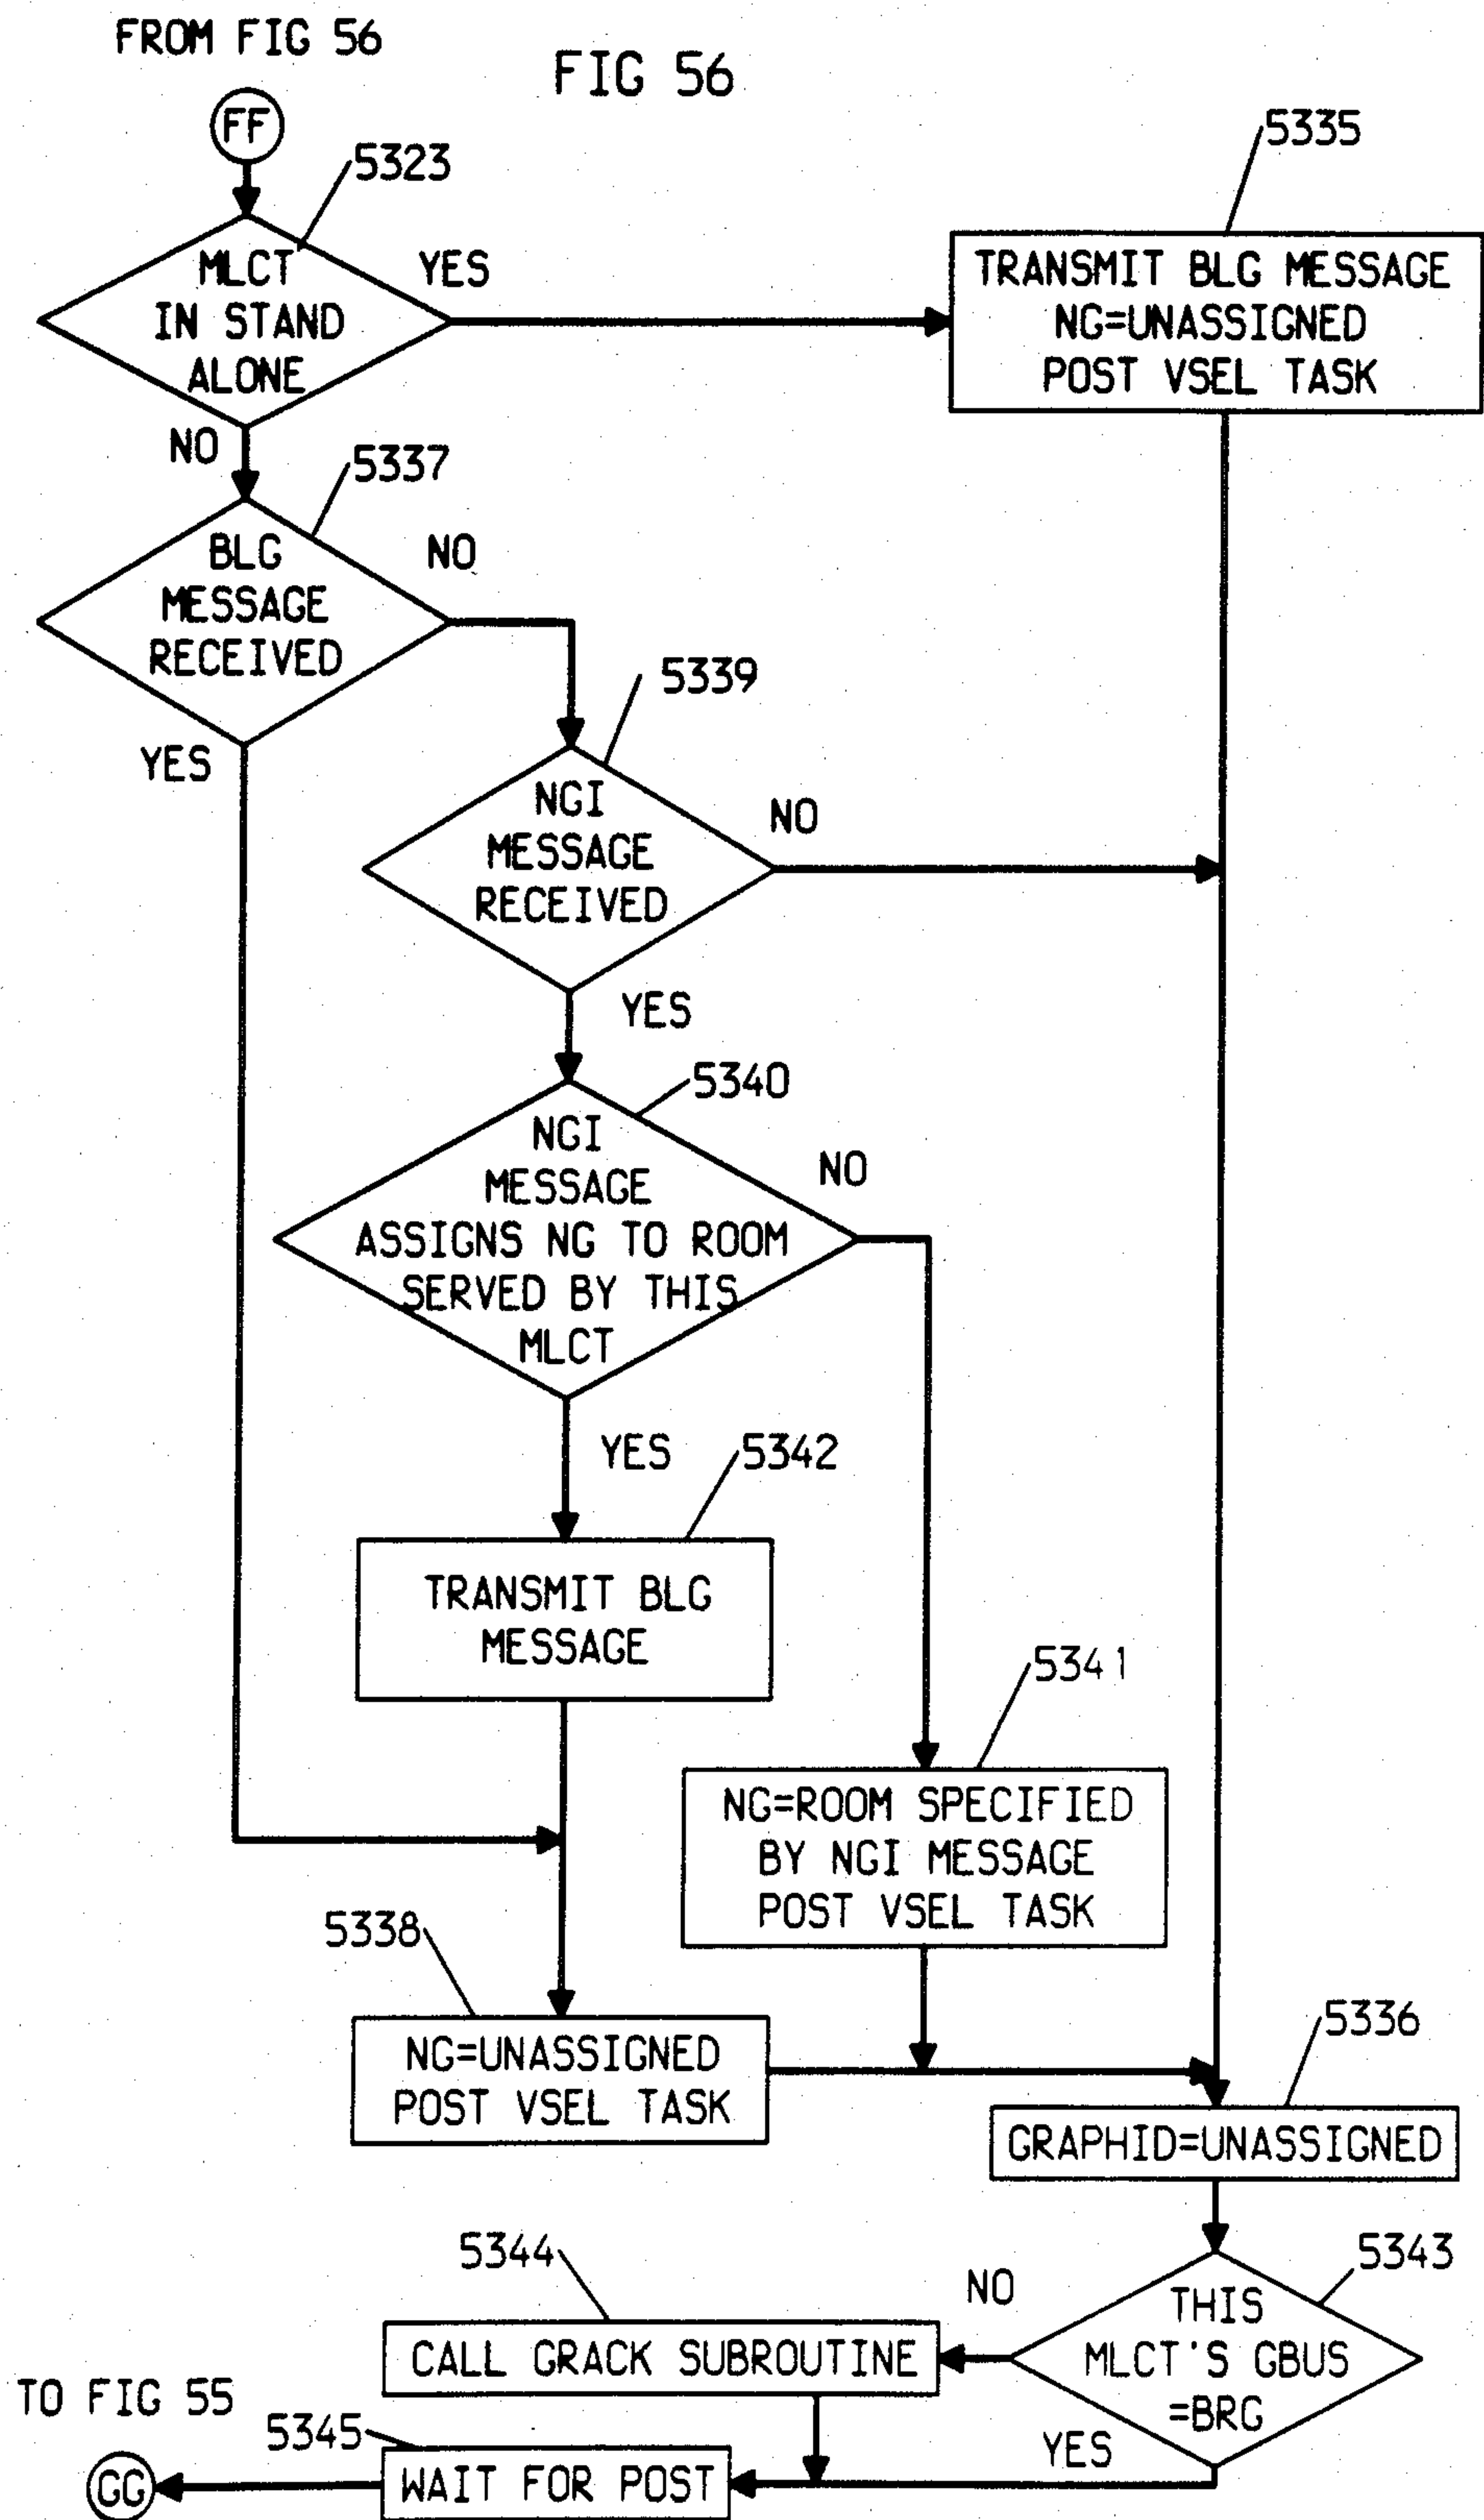 FROM FIG 56
FIG 56
FF
5323
5335
MLCT
IN STAND
ALONE
YES
NO
TRANSMIT BLG MESSAGE
NG=UNASSIGNED
POST VSEL TASK
5337
BLG
MESSAGE
RECEIVED
NO
YES
5339
NGI
MESSAGE
RECEIVED
NO
YES
5340
NGI
MESSAGE
ASSIGNS NG TO ROOM
SERVED BY THIS
MLCT
NO
YES
5342
TRANSMIT BLG
MESSAGE
5341
NG=ROOM SPECIFIED
BY NGI MESSAGE
POST VSEL TASK
5338
NG=UNASSIGNED
POST VSEL TASK
5336
GRAPHID=UNASSIGNED
5343
THIS
MLCT'S GBUS
=BRG
NO
YES
5344
CALL GRACK SUBROUTINE
TO FIG 55
5345
WAIT FOR POST
GG